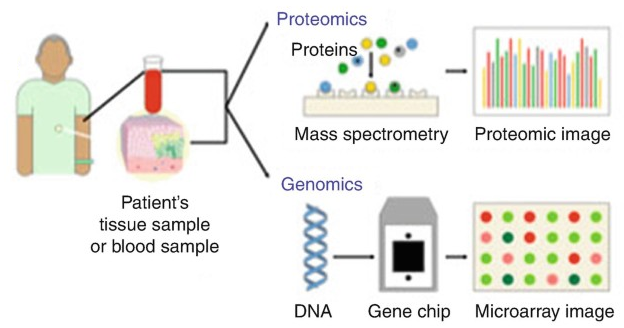 Proteomics
Proteins
Mass spectrometry
Proteomic image
Patient's
tissue sample
or blood sample
Genomics
DNA
Gene chip
Microarray image